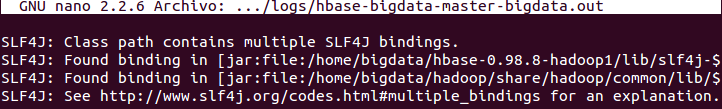 GNU nano 2.2.6 Archivo: .../logs/hbase-bigdata-master-bigdata.out
SLF4J: Class path contains multiple SLF4J bindings.
SLF4J: Found binding in [jar:file:/home/bigdata/hbase-0.98.8-hadoop1/lib/slf4j-$
SLF4J: Found binding in [jar:file:/home/bigdata/hadoop/share/hadoop/common/lib/$
SLF4J: See http://www.slf4j.org/codes.html#multiple_bindings for an explanation.